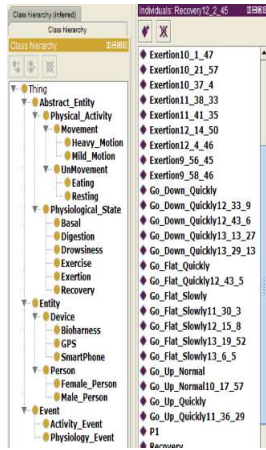 Class hierarchy (inferred)
Class hierarchy
Class hierarchy
Thing
Abstract_Entity
Physical_Activity
Movement
Heavy_Motion
Mild_Motion
UnMovement
Eating
Resting
Physiological_State
Basal
Digestion
Drowsiness
Exercise
Exertion
Recovery
Entity
Device
Bioharness
GPS
SmartPhone
Person
Female_Person
Male_Person
Event
Activity_Event
Physiology_Event
Individuals: Recovery12_2_45
Exertion10_1_47
Exertion10_21_57
Exertion10_37_4
Exertion11_38_33
Exertion11_41_35
Exertion12_14_50
Exertion12_4_46
Exertion9_56_45
Exertion9_58_46
Go_Down_Quickly
Go_Down_Quickly12_33_9
Go_Down_Quickly12_43_6
Go_Down_Quickly13_13_27
Go_Down_Quickly13_29_13
Go_Flat_Quickly
Go_Flat_Quickly12_43_5
Go_Flat_Slowly
Go_Flat_Slowly11_30_3
Go_Flat_Slowly12_15_8
Go_Flat_Slowly13_19_52
Go_Flat_Slowly13_6_5
Go_Up_Normal
Go_Up_Normal10_17_57
Go_Up_Quickly
Go_Up_Quickly11_36_29
P1
Recovery